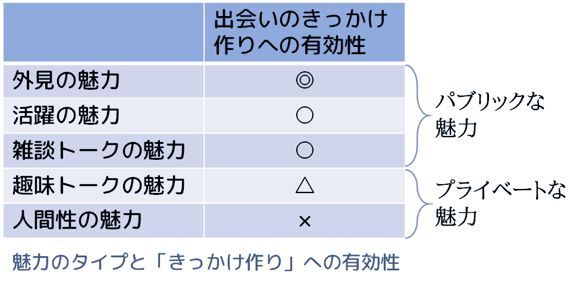 出会いのきっかけ
作りへの有効性
外見の魅力 ◎
活躍の魅力 ○
雑談トークの魅力 ○
パブリックな
魅力
趣味トークの魅力 △
人間性の魅力 ×
プライベートな
魅力
魅力のタイプと「きっかけ作り」への有効性